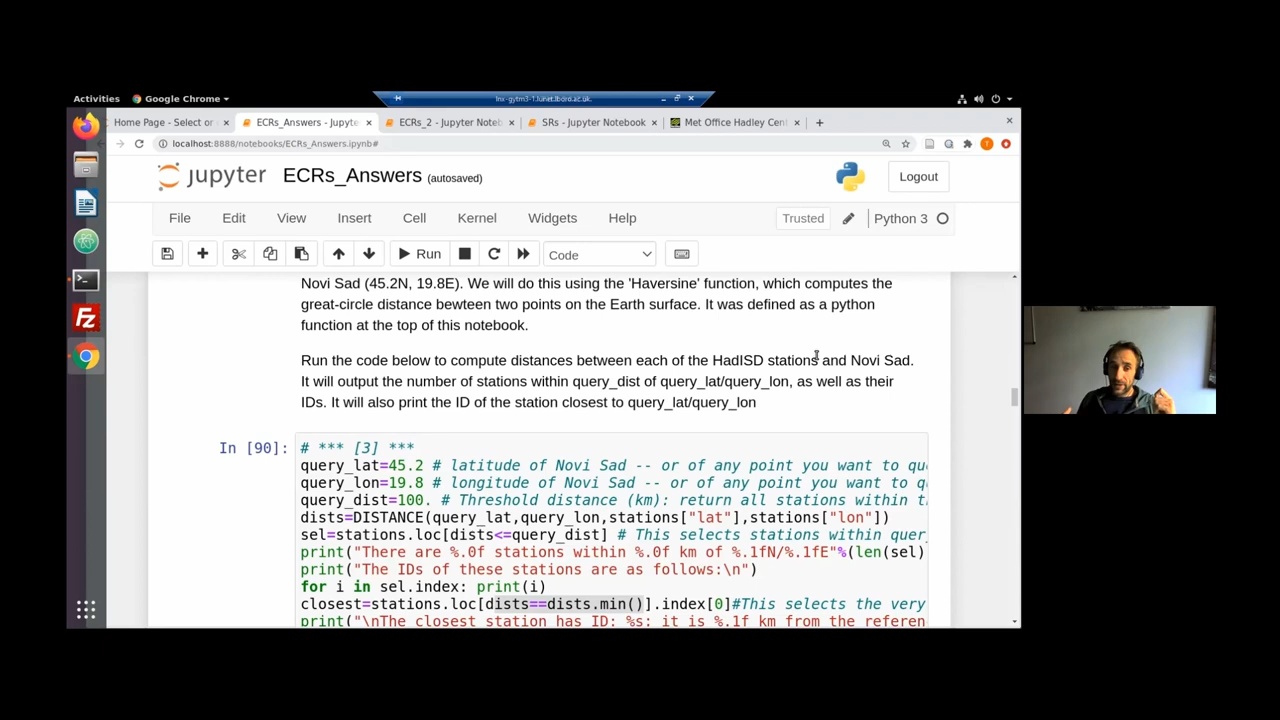 Activities
Google Chrome
lnx-gytm3-1.lunet.lboro.ac.uk
Home Page - Select or
ECRs_Answers - Jupyte
ECRs_2 - Jupyter Noteb
SRs - Jupyter Notebook
Met Office Hadley Cent
localhost:8888/notebooks/ECRs_Answers.ipynb#
jupyter ECRs_Answers (autosaved)
Logout
File Edit View Insert Cell Kernel Widgets Help
Trusted
Python 3
Run
Code
Novi Sad (45.2N, 19.8E). We will do this using the 'Haversine' function, which computes the
great-circle distance bewteen two points on the Earth surface. It was defined as a python
function at the top of this notebook.
Run the code below to compute distances between each of the HadISD stations and Novi Sad.
It will output the number of stations within query_dist of query_lat/query_lon, as well as their
IDs. It will also print the ID of the station closest to query_lat/query_lon
In [90]:
# *** [3] ***
query_lat=45.2 # latitude of Novi Sad -- or of any point you want to qu
query_lon=19.8 # longitude of Novi Sad -- or of any point you want to q
query_dist=100. # Threshold distance (km): return all stations within t
dists=DISTANCE(query_lat,query_lon,stations["lat"],stations["lon"])
sel=stations.loc[dists<=query_dist] # This selects stations within quer
print("There are %.0f stations within %.0f km of %.1fN/%.1fE"%(len(sel)
print("The IDs of these stations are as follows:\n")
for i in sel.index: print(i)
closest=stations.loc[dists==dists.min()].index[0]#This selects the very
print("\nThe closest station has ID: %s: it is %.1f km from the referen